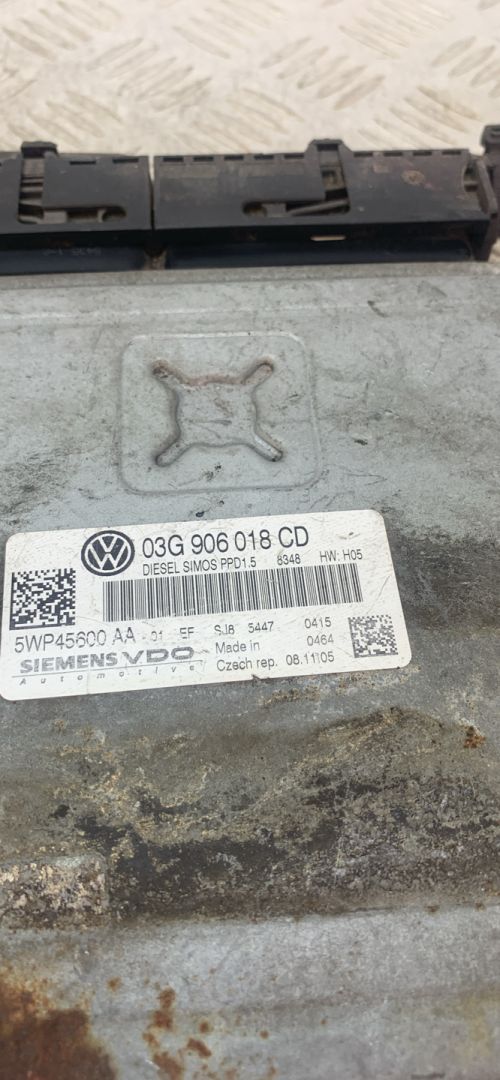 03G 906 018 CD
DIESEL SIMOS PPD1.5 8348 HW: H05
5WP45600 AA 01 EF SJ8 5447 0415
SIEMENS VDO Made in 0464
Automotive Czech rep. 08.11.05